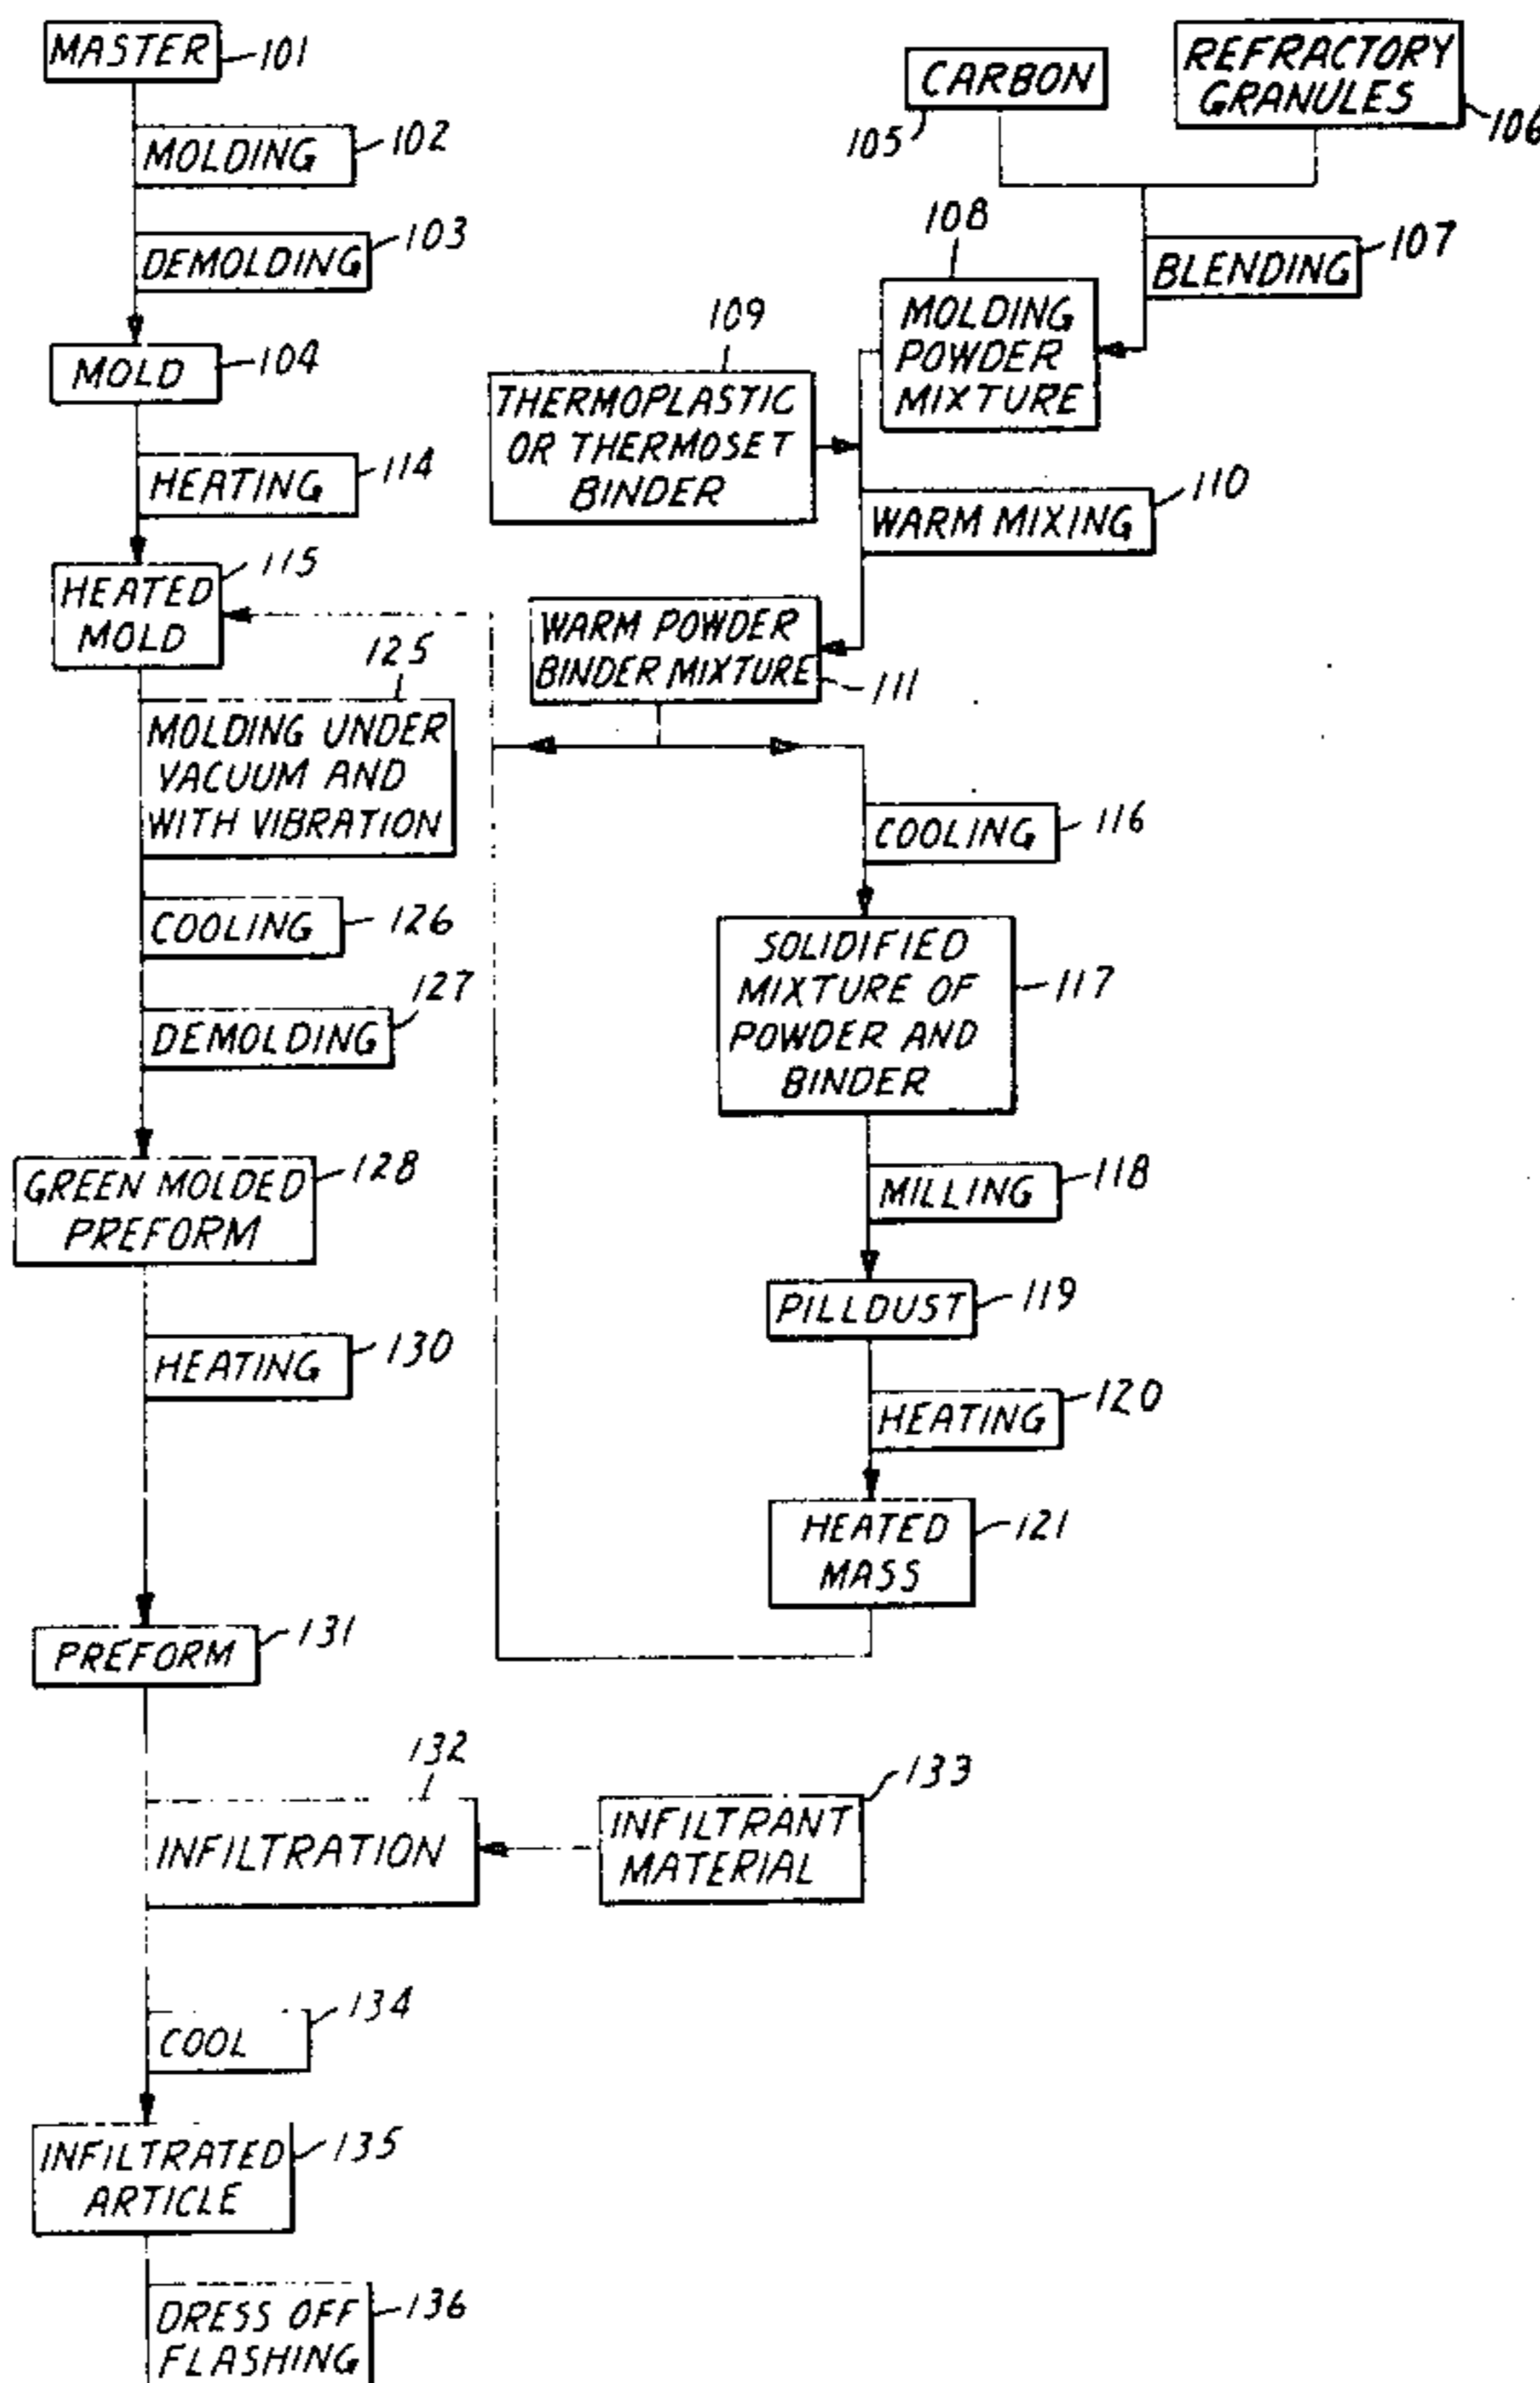 MASTER
101
MOLDING
102
DEMOLDING
103
MOLD
104
HEATING
114
HEATED
MOLD
115
125
MOLDING UNDER
VACUUM AND
WITH VIBRATION
COOLING
126
DEMOLDING
127
GREEN MOLDED
PREFORM
128
HEATING
130
PREFORM
131
132
INFILTRATION
INFILTRANT
MATERIAL
133
COOL
134
INFILTRATED
ARTICLE
135
DRESS OFF
FLASHING
136
CARBON
105
REFRACTORY
GRANULES
106
BLENDING
107
108
MOLDING
POWDER
MIXTURE
109
THERMOPLASTIC
OR THERMOSET
BINDER
WARM MIXING
110
WARM POWDER
BINDER MIXTURE
111
COOLING
116
SOLIDIFIED
MIXTURE OF
POWDER AND
BINDER
117
MILLING
118
PILLDUST
119
HEATING
120
HEATED
MASS
121